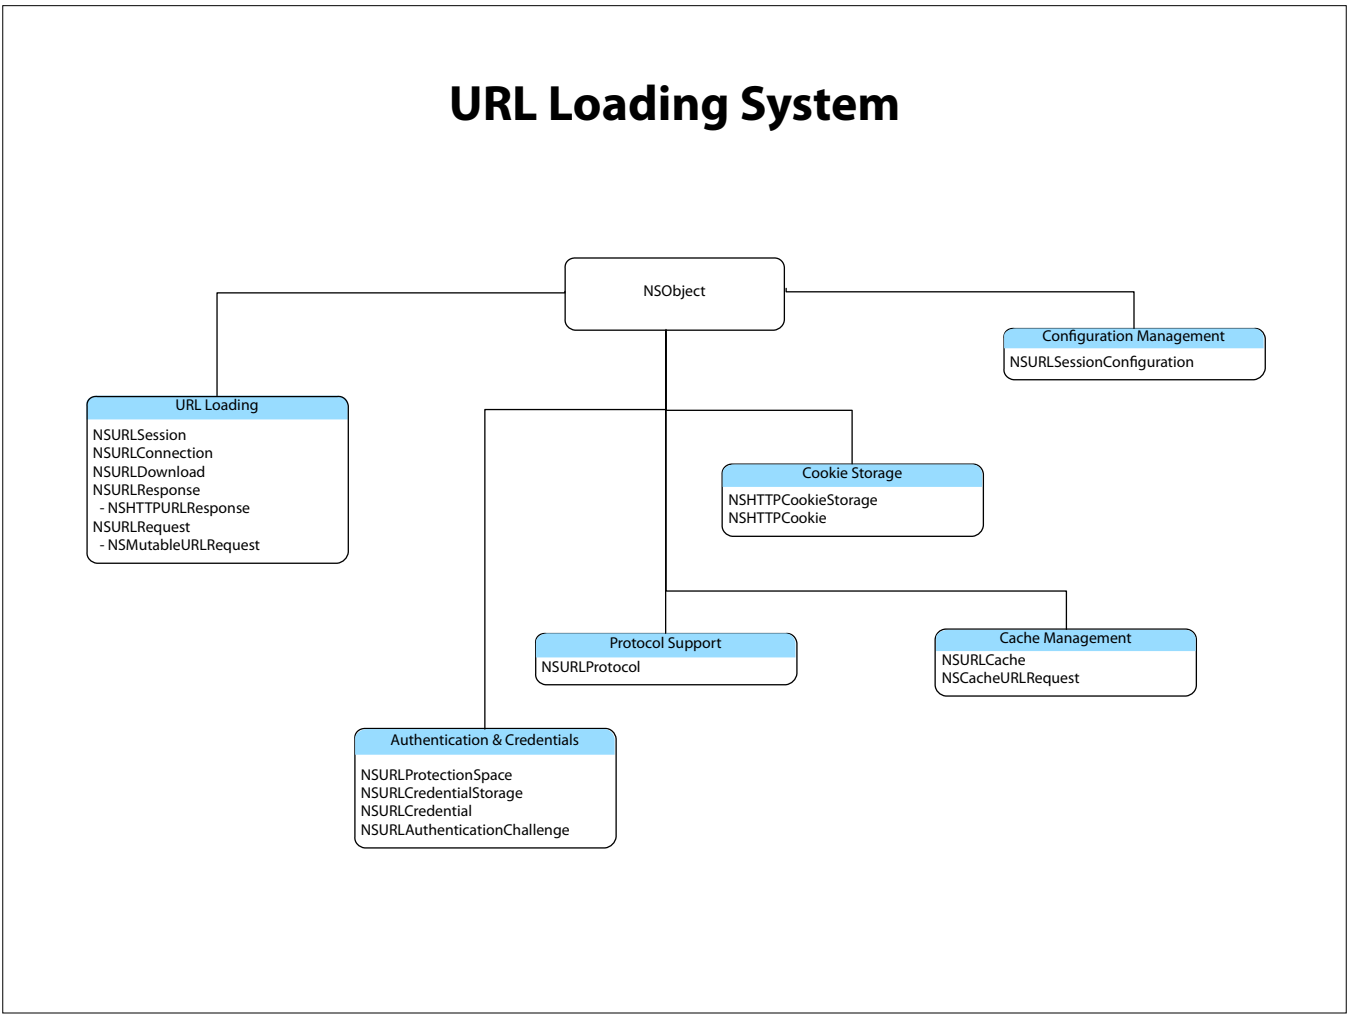 URL Loading System
NSObject
Configuration Management
NSURLSessionConfiguration
URL Loading
NSURLSession
NSURLConnection
NSURLDownload
NSURLResponse
- NSHTTPURLResponse
NSURLRequest
- NSMutableURLRequest
Cookie Storage
NSHTTPCookieStorage
NSHTTPCookie
Protocol Support
NSURLProtocol
Cache Management
NSURLCache
NSCacheURLRequest
Authentication & Credentials
NSURLProtectionSpace
NSURLCredentialStorage
NSURLCredential
NSURLAuthenticationChallenge